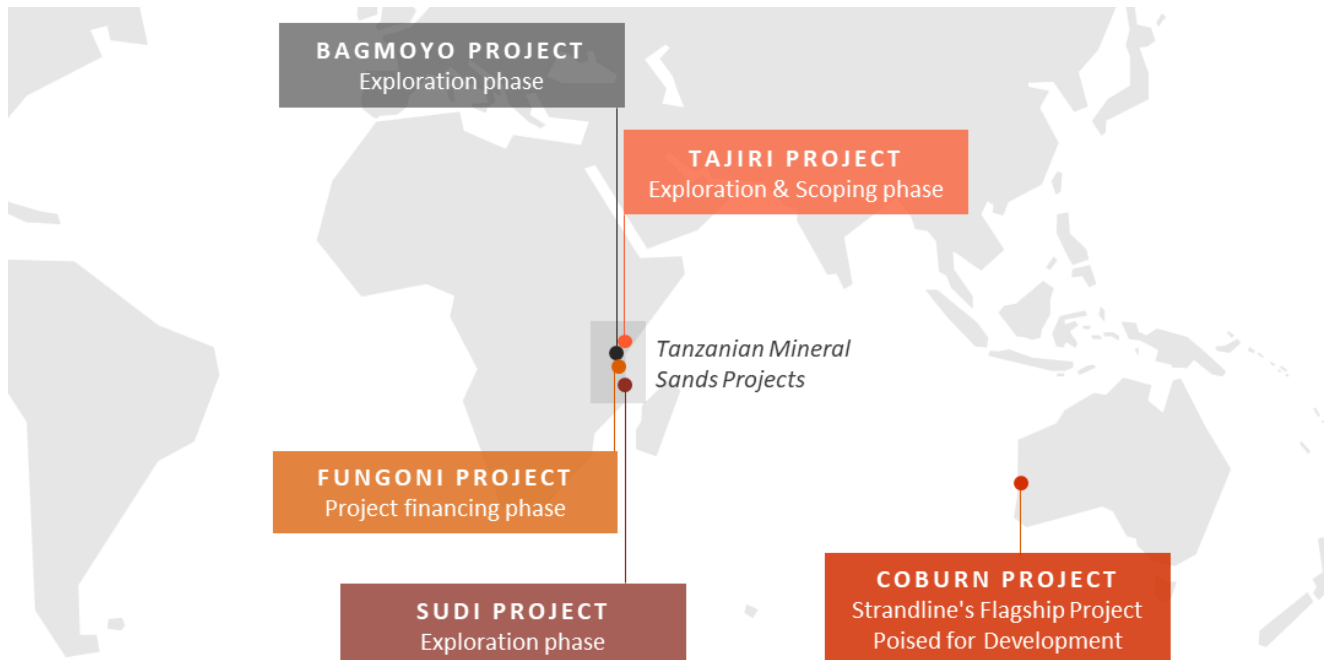 BAGMOYO PROJECT
Exploration phase
TAJIRI PROJECT
Exploration & Scoping phase
Tanzanian Mineral
Sands Projects
FUNGONI PROJECT
Project financing phase
SUDI PROJECT
Exploration phase
COBURN PROJECT
Strandline's Flagship Project
Poised for Development